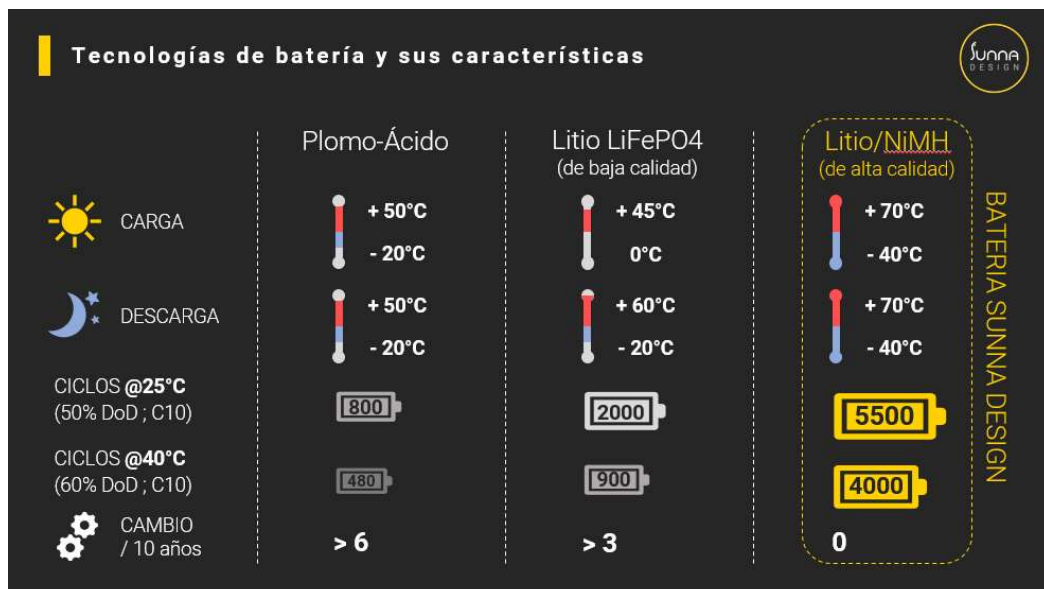 Tecnologías de batería y sus características
Sunna
DESIGN
Plomo-Ácido
Litio LiFePO4
(de baja calidad)
Litio/NiMH
(de alta calidad)
CARGA
+ 50°C
- 20°C
+ 45°C
0°C
+ 70°C
- 40°C
DESCARGA
+ 50°C
- 20°C
+ 60°C
- 20°C
+ 70°C
- 40°C
CICLOS @25°C
(50% DoD ; C10)
800
2000
5500
CICLOS @40°C
(60% DoD ; C10)
480
900
4000
CAMBIO
/ 10 años
> 6
> 3
0
BATERIA SUNNA DESIGN